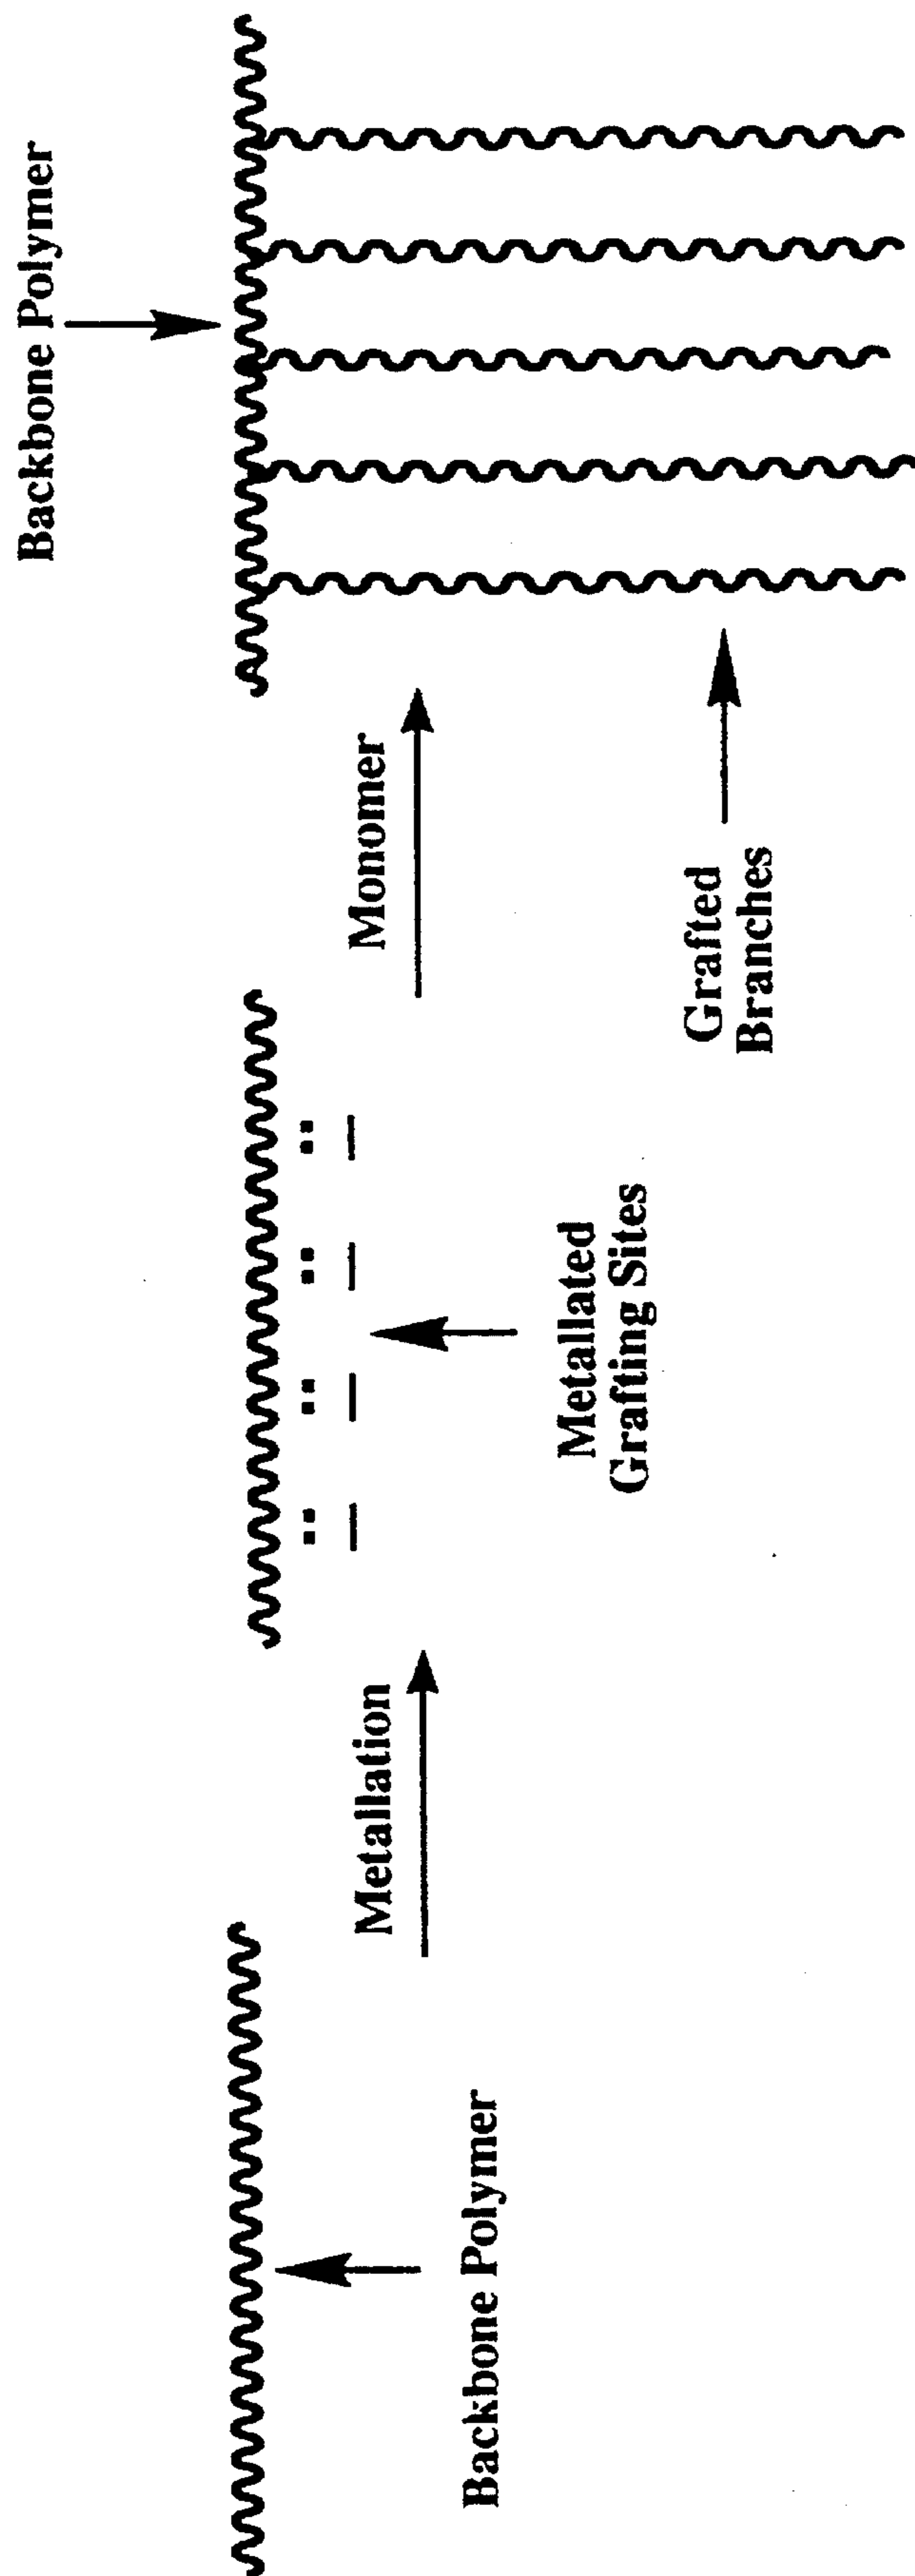 Backbone Polymer
Metallation
Metallated
Grafting Sites
Monomer
Grafted
Branches
Backbone Polymer